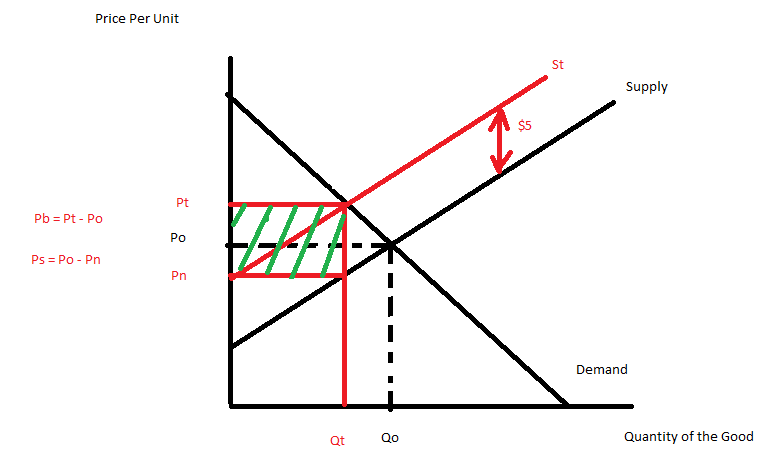 Price Per Unit
St
Supply
$5
Pt
Pb = Pt - Po
Po
Ps = Po - Pn
Pn
Demand
Qt
Qo
Quantity of the Good